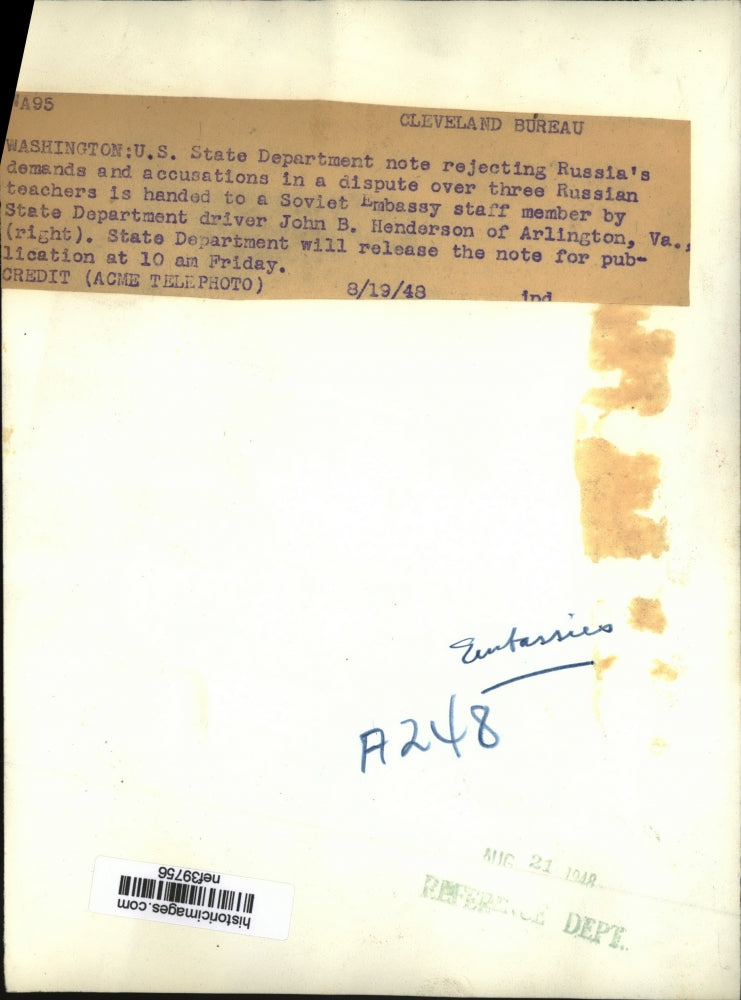 NA95
CLEVELAND BUREAU
WASHINGTON:U.S. State Department note rejecting Russia's
demands and accusations in a dispute over three Russian
teachers is handed to a Soviet Embassy staff member by
State Department driver John B. Henderson of Arlington, Va.,
(right). State Department will release the note for pub-
lication at 10 am Friday.
CREDIT (ACME TELEPHOTO) 8/19/48 jnd
Embassies
A248
AUG 21 1948
REFERENCE DEPT.
historicimages.com
nef39756